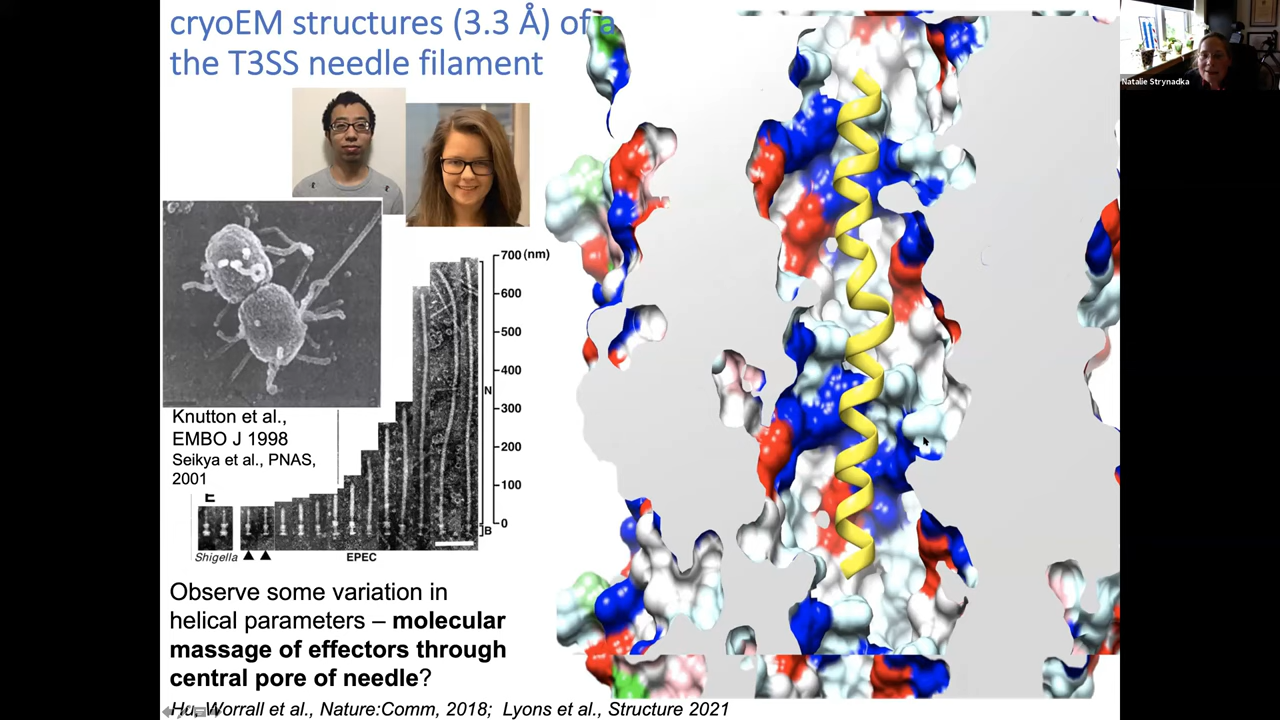 cryoEM structures (3.3 Å) of a
the T3SS needle filament
Natalie Strynadka
700 (nm)
600
500
400
N
300
200
100
0
B
Knutton et al.,
EMBO J 1998
Seikya et al., PNAS,
2001
E
Shigella
EPEC
Observe some variation in
helical parameters – molecular
massage of effectors through
central pore of needle?
Hu, Worrall et al., Nature:Comm, 2018; Lyons et al., Structure 2021